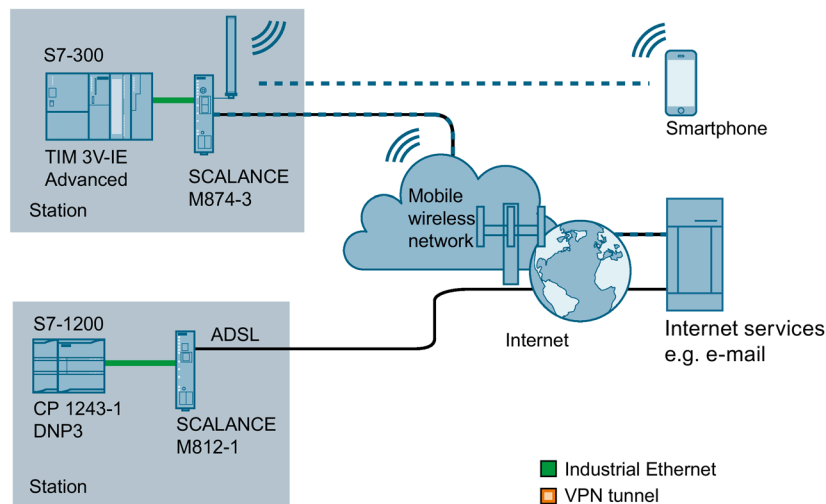 S7-300
TIM 3V-IE
Advanced
SCALANCE
M874-3
Station
Smartphone
Mobile
wireless
network
Internet
Internet services
e.g. e-mail
S7-1200
ADSL
CP 1243-1
DNP3
SCALANCE
M812-1
Station
Industrial Ethernet
VPN tunnel